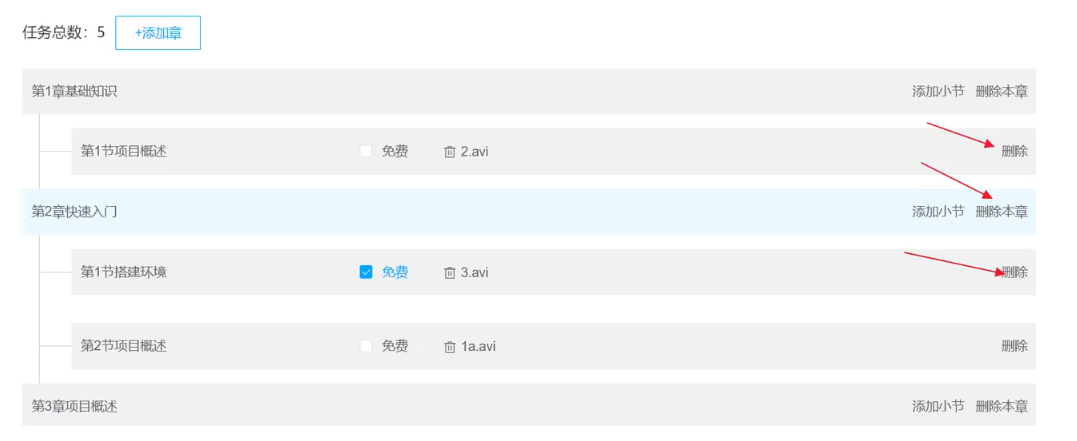 任务总数：5 +添加章
第1章基础知识 添加小节 删除本章
第1节项目概述 免费 2.avi 删除
第2章快速入门 添加小节 删除本章
第1节搭建环境 免费 3.avi 删除
第2节项目概述 免费 1a.avi 删除
第3章项目概述 添加小节 删除本章